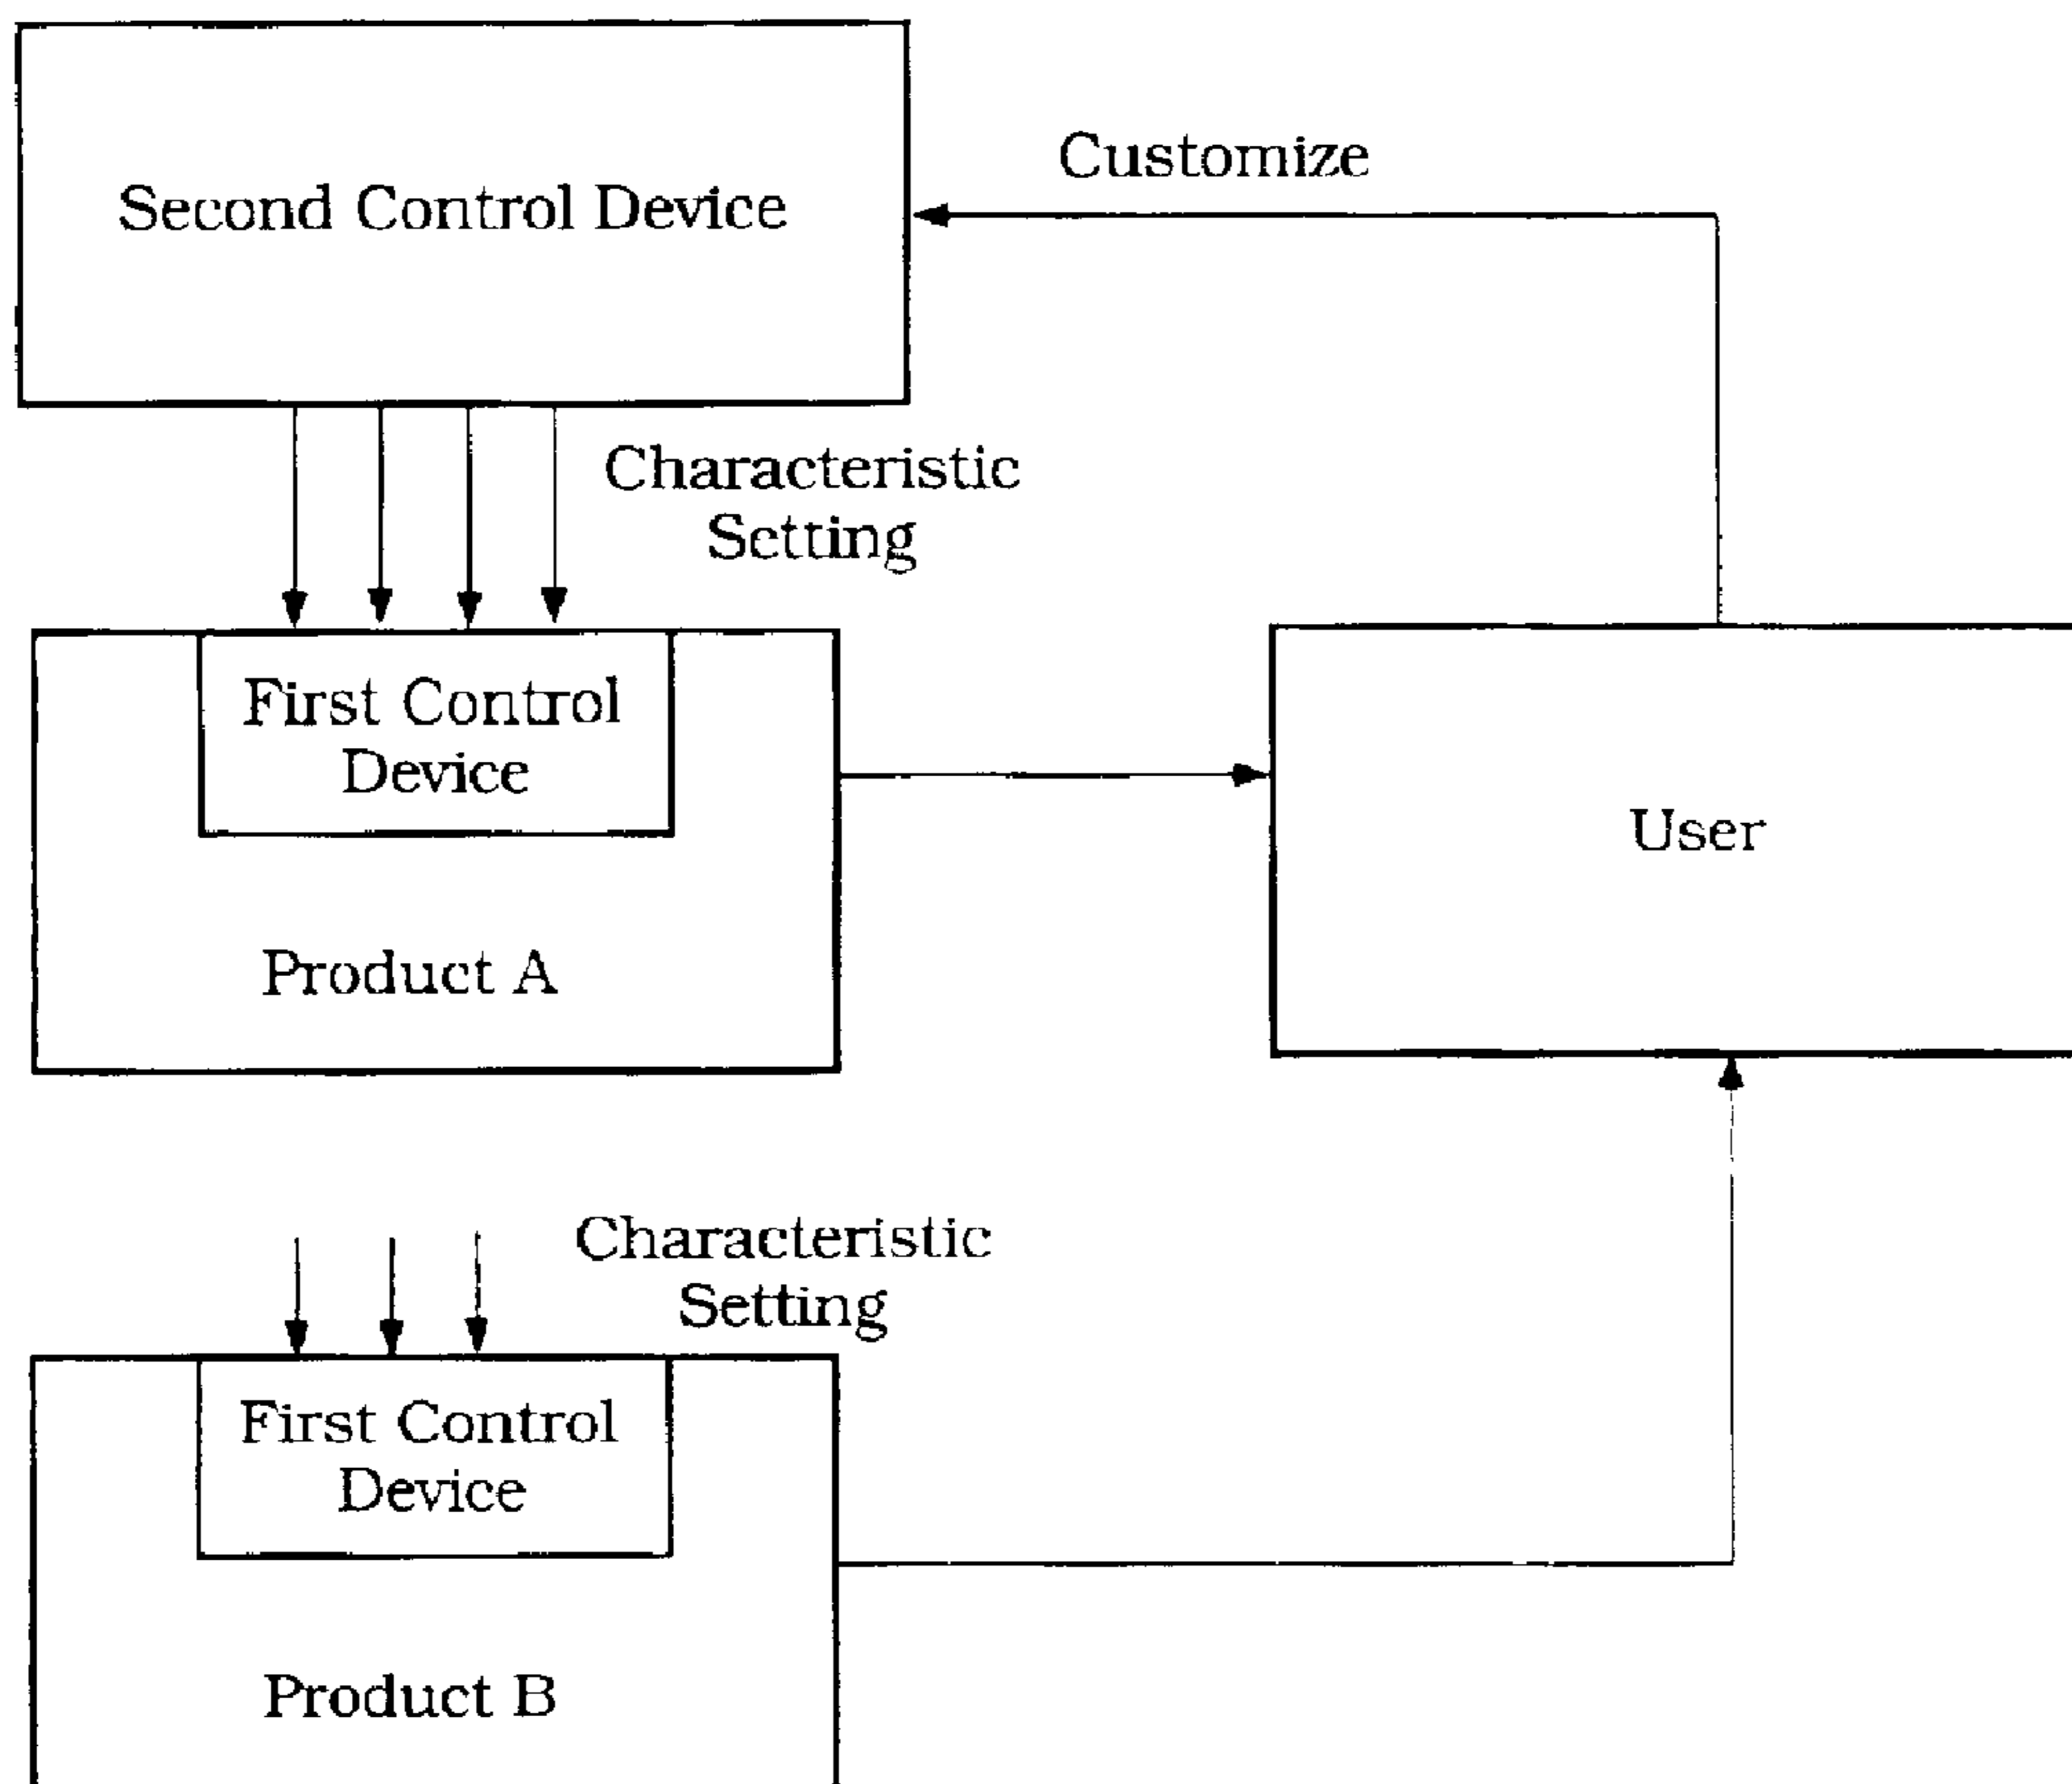 Customize
Second Control Device
Characteristic
Setting
First Control
Device
User
Product A
Characteristic
Setting
First Control
Device
Product B